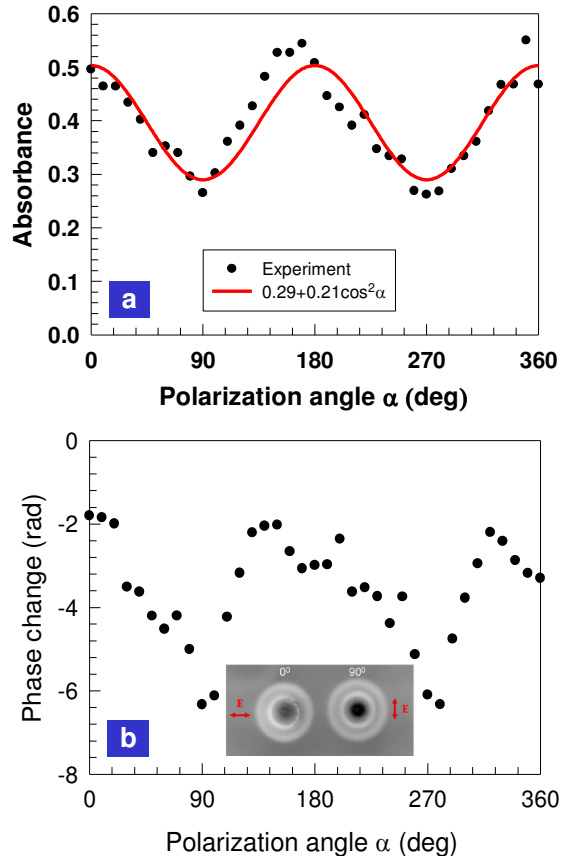 0.6
0.5
0.4
0.3
0.2
0.1
0.0
Absorbance
Experiment
0.29+0.21cos²α
a
0 90 180 270 360
Polarization angle α (deg)
0
-2
-4
-6
-8
Phase change (rad)
0⁰ 90⁰
E E
b
0 90 180 270 360
Polarization angle α (deg)